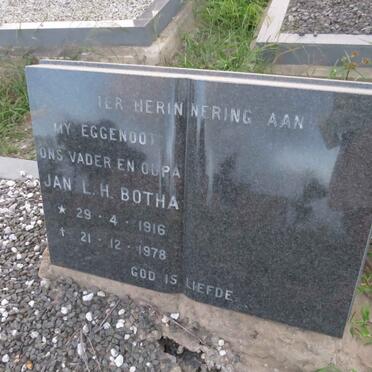 TER HERINNERING AAN
MY EGGENOOT
ONS VADER EN OUPA
JAN L. H. BOTHA
* 29 - 4 - 1916
† 21 - 12 - 1978
GOD IS LIEFDE